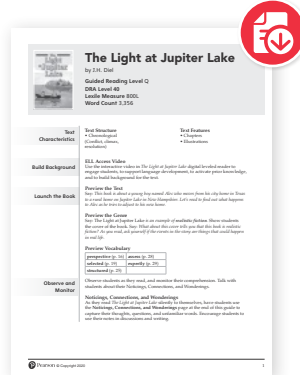 The Light at Jupiter Lake
The Light at Jupiter Lake
by J.H. Diel
Guided Reading Level Q
DRA Level 40
Lexile Measure 800L
Word Count 3,356
Text
Characteristics
Text Structure
• Chronological
(Conflict, climax,
resolution)
Text Features
• Chapters
• Illustrations
Build Background
ELL Access Video
Use the interactive video in The Light at Jupiter Lake digital leveled reader to
engage students, to support language development, to activate prior knowledge,
and to build background for the text.
Launch the Book
Preview the Text
Say: This book is about a young boy named Alec who moves from his city home in Texas
to a rural home on Jupiter Lake in New Hampshire. Let's read to find out what happens
to Alec as he tries to adjust to his new home.
Preview the Genre
Say: The Light at Jupiter Lake is an example of realistic fiction. Show students
the cover of the book. Say: What about this cover tells you that this book is realistic
fiction? As you read, ask yourself if the events in the story are things that could happen
in real life.
Preview Vocabulary
perspective (p. 16)
access (p. 28)
selected (p. 19)
expertly (p. 29)
structured (p. 25)
Observe and
Monitor
Observe students as they read, and monitor their comprehension. Talk with
students about their Noticings, Connections, and Wonderings.
Noticings, Connections, and Wonderings
As they read The Light at Jupiter Lake silently to themselves, have students use
the Noticings, Connections, and Wonderings page at the end of this guide to
capture their thoughts, questions, and unfamiliar words. Encourage students to
use their notes in discussions and writing.
Pearson © Copyright 2020
1